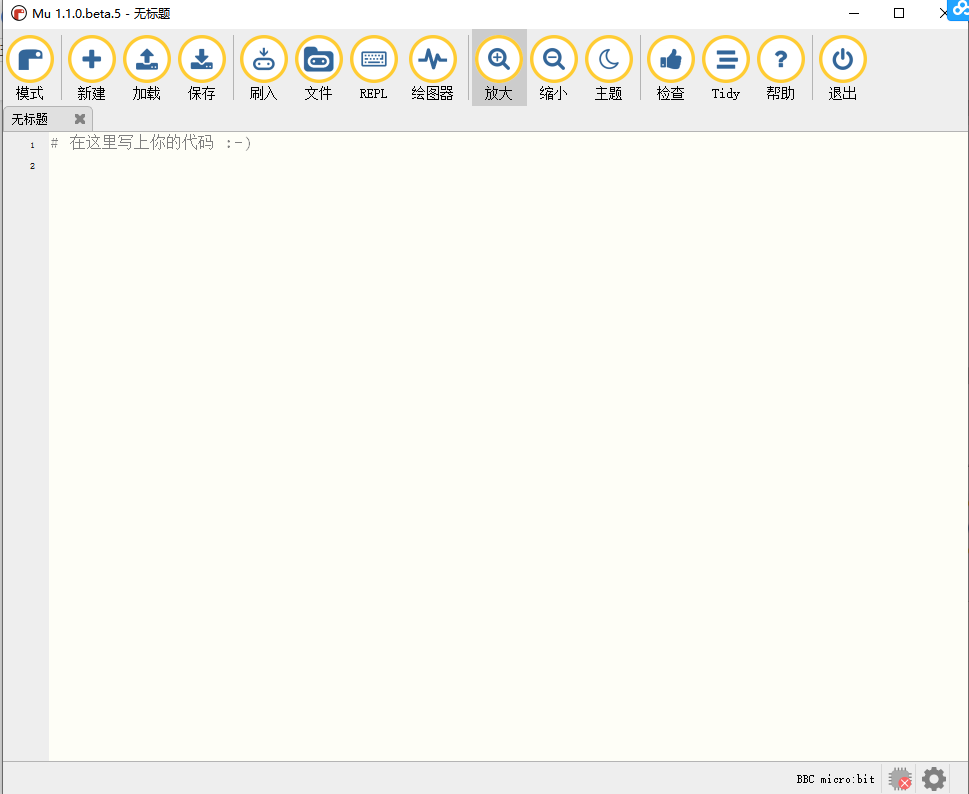 Mu 1.1.0.beta.5 - 无标题
模式 新建 加载 保存 刷入 文件 REPL 绘图器 放大 缩小 主题 检查 Tidy 帮助 退出
无标题
1 # 在这里写上你的代码 :-)
2
BBC micro:bit